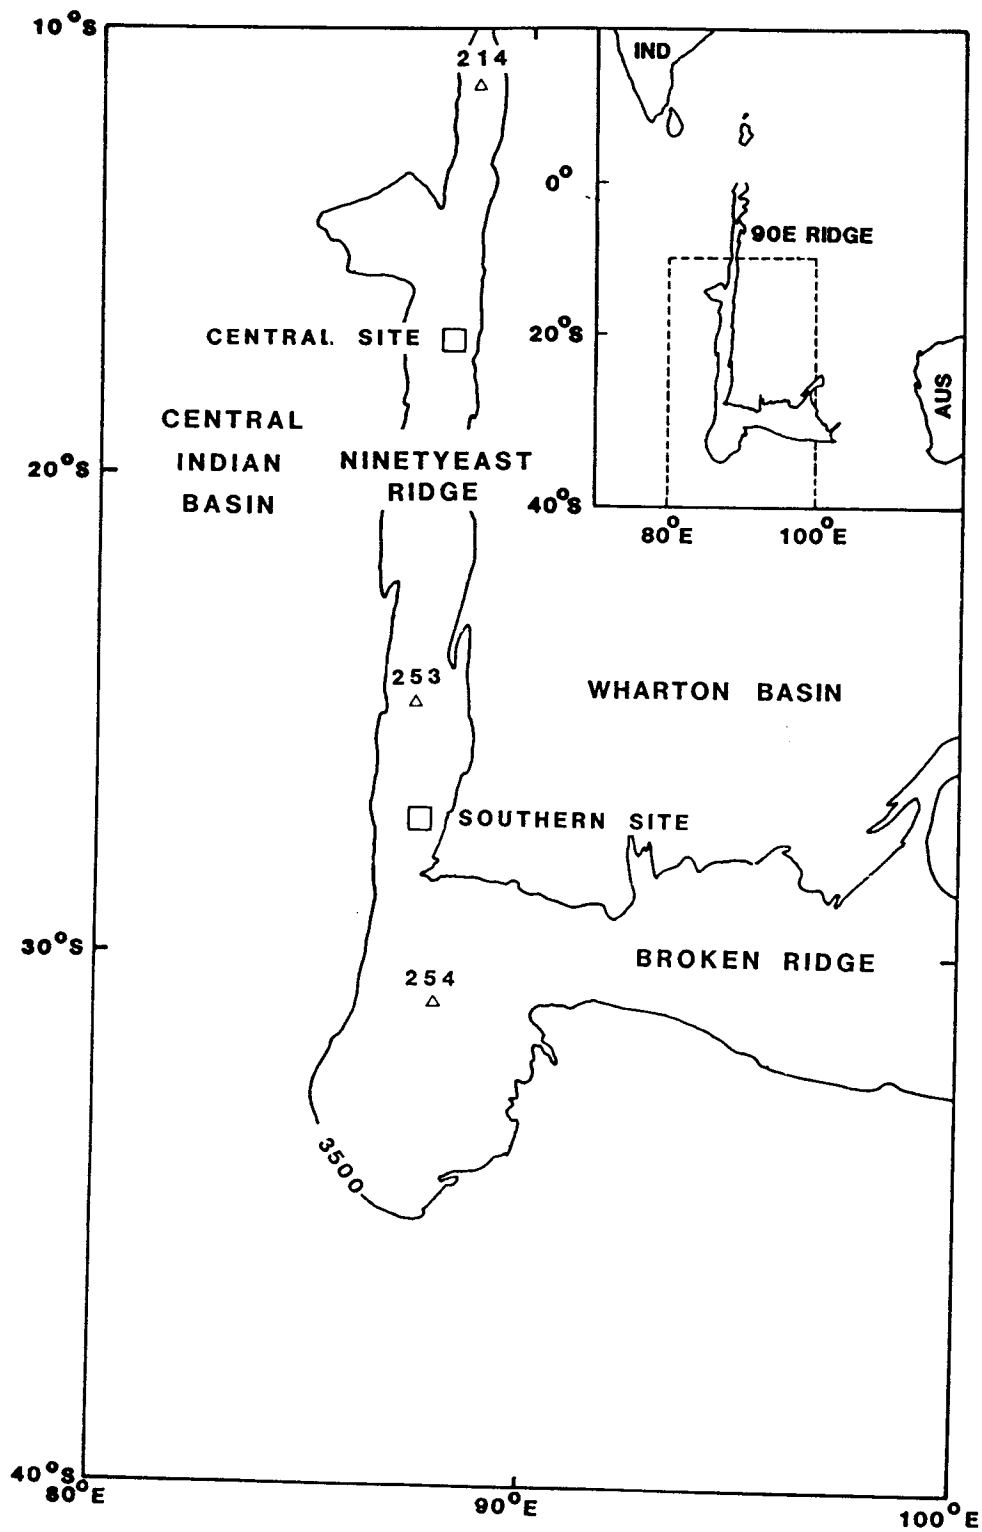 10°S
214
IND
0°
90E RIDGE
CENTRAL SITE
20°S
AUS
CENTRAL
INDIAN
BASIN
20°S
NINETYEAST
RIDGE
40°S
80°E
100°E
253
WHARTON BASIN
SOUTHERN SITE
30°S
BROKEN RIDGE
254
3500
40°S
80°E
90°E
100°E